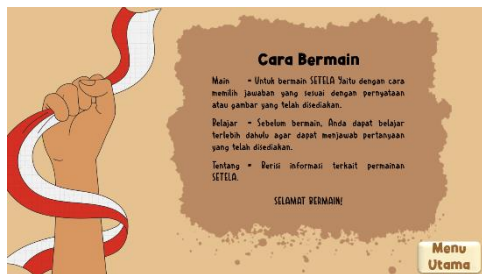 Cara Bermain
Main = Untuk bermain SETELA Yaitu dengan cara
memilih jawaban yang sesuai dengan pernyataan
atau gambar yang telah disediakan.
Belajar = Sebelum bermain, Anda dapat belajar
terlebih dahulu agar dapat menjawab pertanyaan
yang telah disediakan.
Tentang = Berisi informasi terkait permainan
SETELA.
SELAMAT BERMAIN!
Menu
Utama